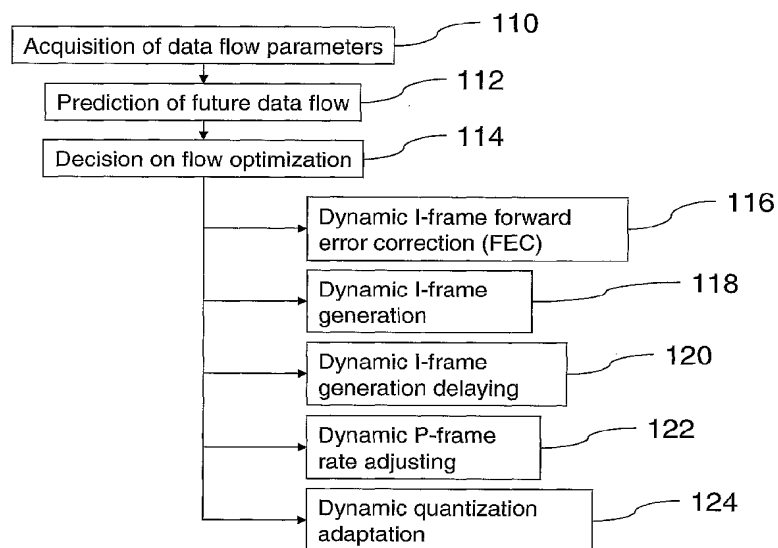 Acquisition of data flow parameters 110
Prediction of future data flow 112
Decision on flow optimization 114
Dynamic I-frame forward
error correction (FEC)
116
Dynamic I-frame
generation
118
Dynamic I-frame
generation delaying
120
Dynamic P-frame
rate adjusting
122
Dynamic quantization
adaptation
124